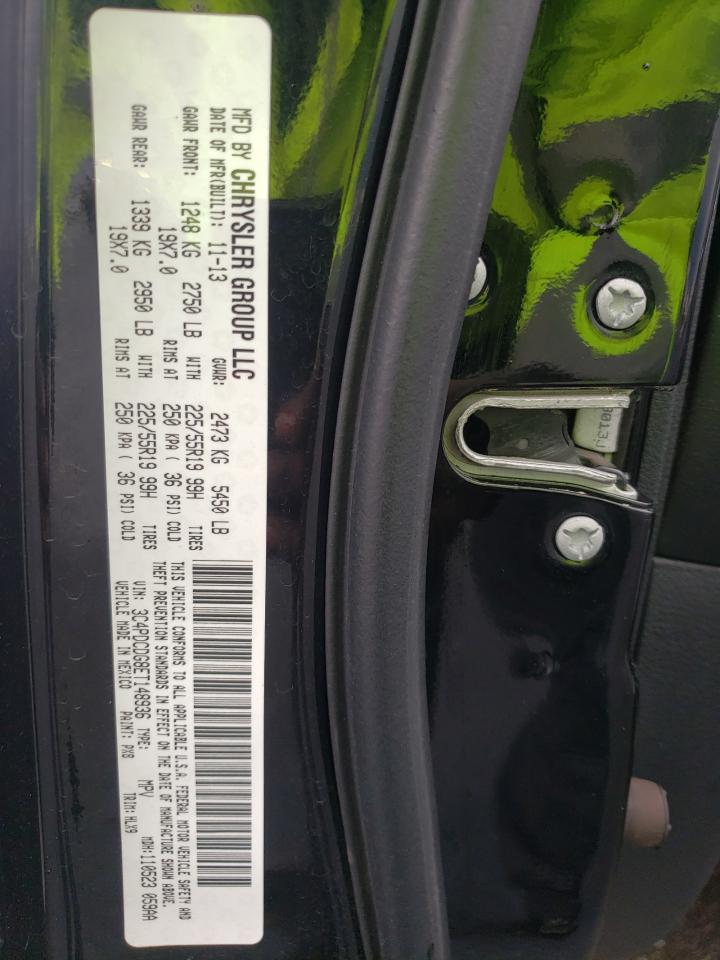 MFD BY CHRYSLER GROUP LLC
DATE OF MFR(BUILT): 11-13 GVWR: 2473 KG 5450 LB
GAWR FRONT: 1248 KG 2750 LB WITH 225/55R19 99H TIRES
19X7.0 RIMS AT 250 KPA ( 36 PSI) COLD
GAWR REAR: 1339 KG 2950 LB WITH 225/55R19 99H TIRES
19X7.0 RIMS AT 250 KPA ( 36 PSI) COLD
THIS VEHICLE CONFORMS TO ALL APPLICABLE U.S.A. FEDERAL MOTOR VEHICLE SAFETY AND
THEFT PREVENTION STANDARDS IN EFFECT ON THE DATE OF MANUFACTURE SHOWN ABOVE.
VIN: 3C4PDCDG8ET148936 TYPE: MPV MDH:110523 059AA
VEHICLE MADE IN MEXICO PAINT: PX8 TRIM: HLX9